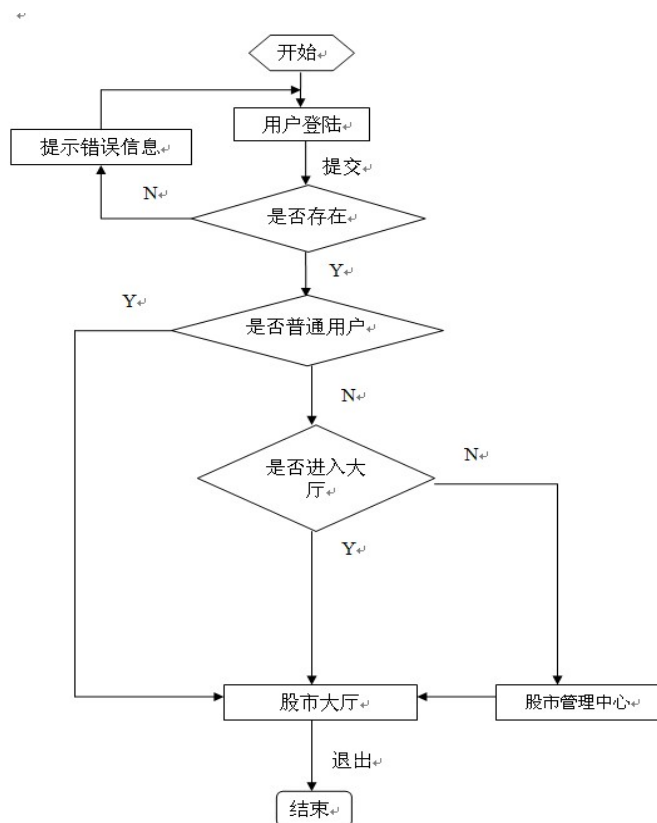 开始
用户登陆
提示错误信息
提交
N
是否存在
Y
Y
是否普通用户
N
是否进入大
厅
N
Y
股市大厅
股市管理中心
退出
结束